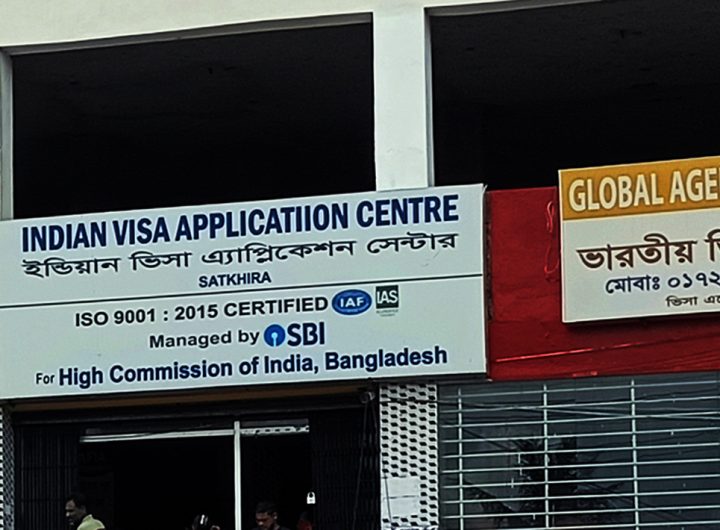 INDIAN VISA APPLICATIION CENTRE
ইন্ডিয়ান ভিসা এ্যাপ্লিকেশন সেন্টার
SATKHIRA
ISO 9001 : 2015 CERTIFIED IAF IAS
Managed by SBI
For High Commission of India, Bangladesh
GLOBAL AGE
ভারতীয়
মোবাঃ ০১৭২
ভিসা